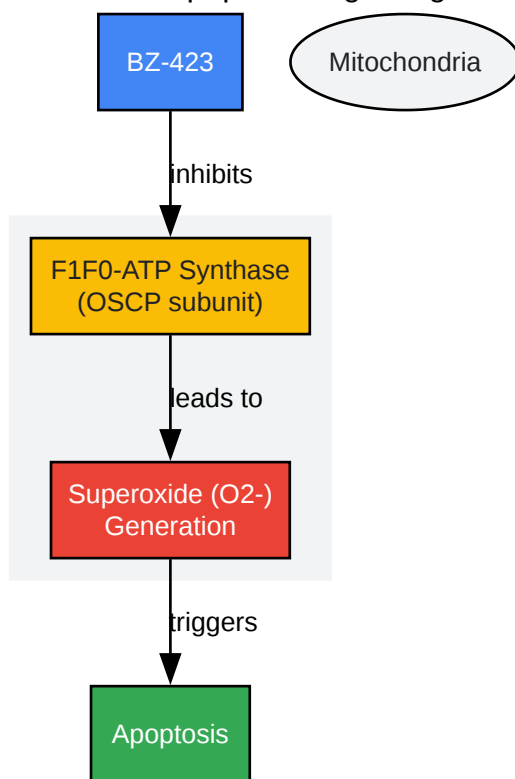 BZ-423
Mitochondria
inhibits
F1F0-ATP Synthase
(OSCP subunit)
leads to
Superoxide (O2-)
Generation
triggers
Apoptosis